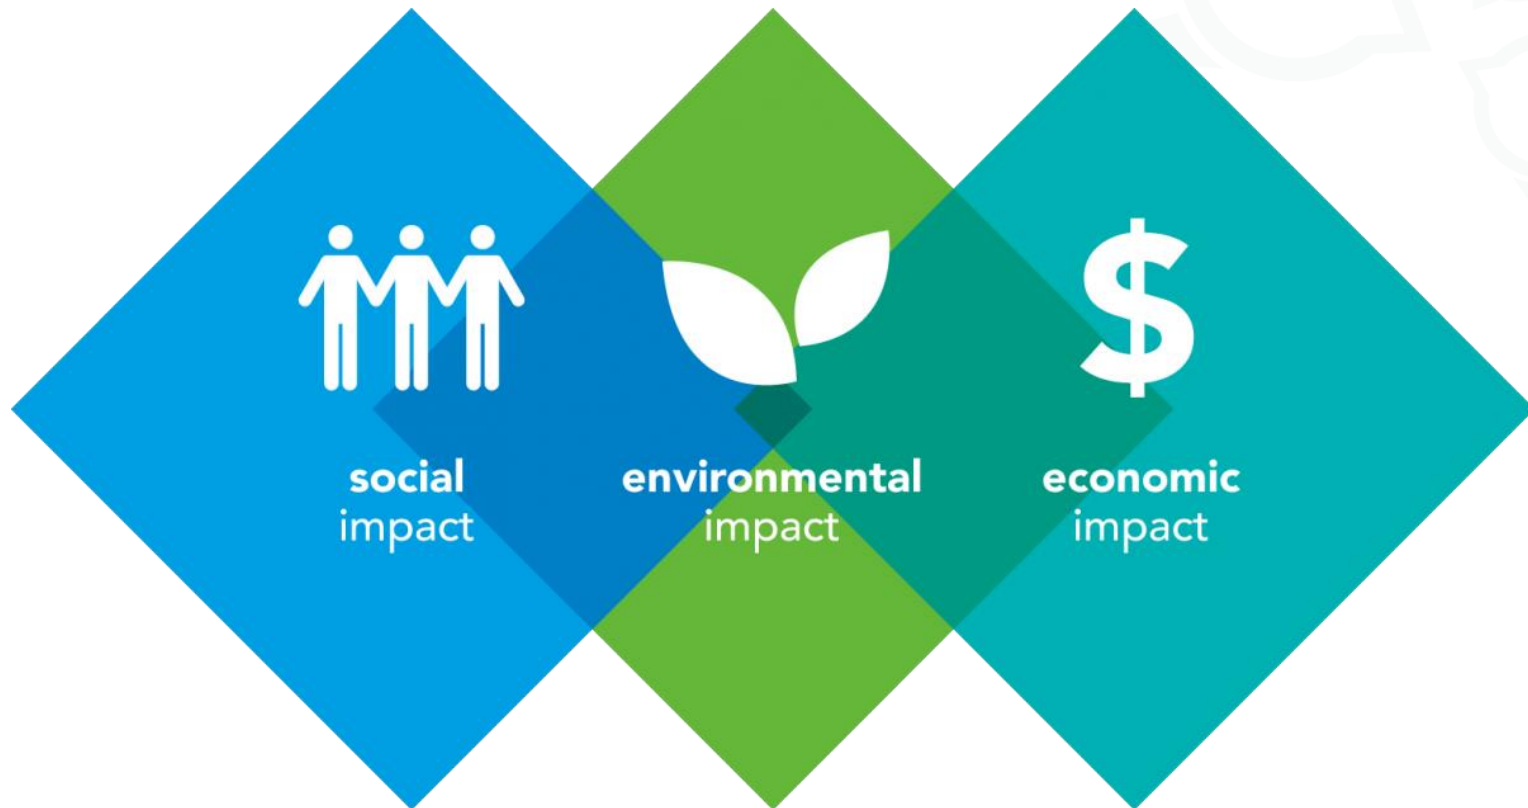 social
impact
environmental
impact
economic
impact
$